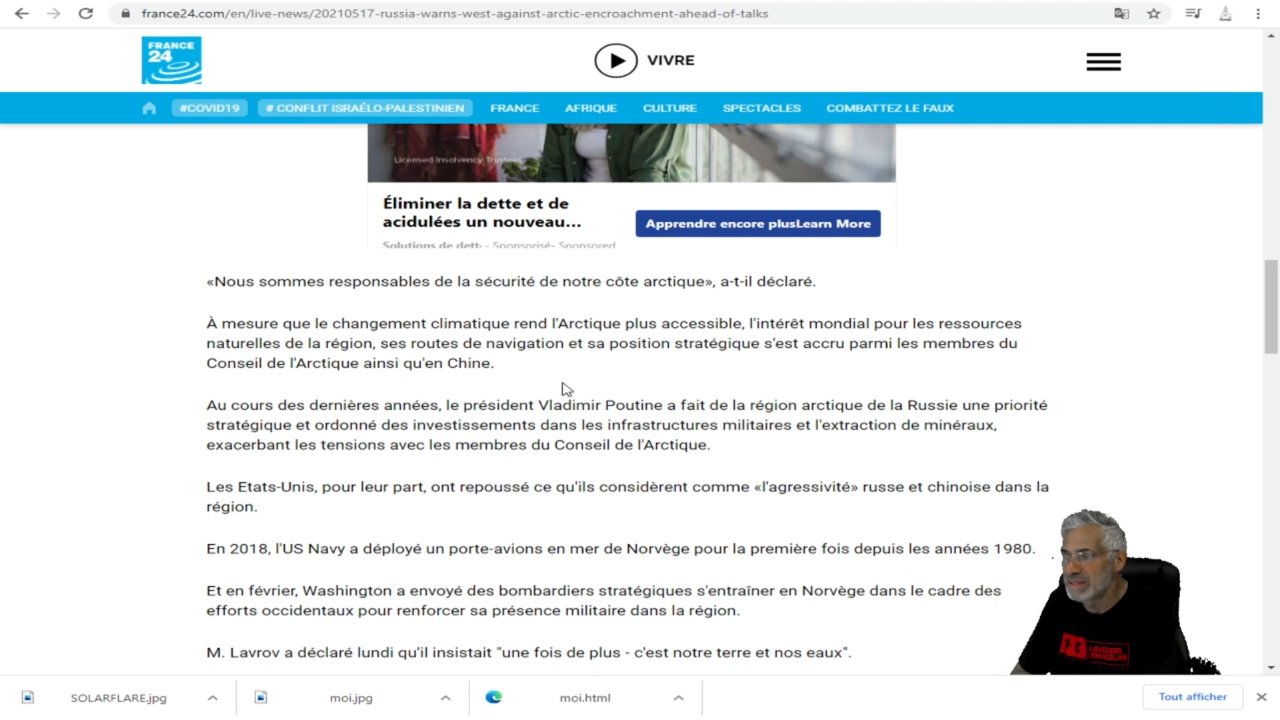 france24.com/en/live-news/20210517-russia-warns-west-against-arctic-encroachment-ahead-of-talks
FRANCE
24
VIVRE
#COVID19
# CONFLIT ISRAÉLO-PALESTINIEN
FRANCE
AFRIQUE
CULTURE
SPECTACLES
COMBATTEZ LE FAUX
Licensed Insolvency Trustees
Éliminer la dette et de
acidulées un nouveau...
Apprendre encore plusLearn More
Solutions de dett - Sponsorisé- Sponsored
«Nous sommes responsables de la sécurité de notre côte arctique», a-t-il déclaré.
À mesure que le changement climatique rend l'Arctique plus accessible, l'intérêt mondial pour les ressources
naturelles de la région, ses routes de navigation et sa position stratégique s'est accru parmi les membres du
Conseil de l'Arctique ainsi qu'en Chine.
Au cours des dernières années, le président Vladimir Poutine a fait de la région arctique de la Russie une priorité
stratégique et ordonné des investissements dans les infrastructures militaires et l'extraction de minéraux,
exacerbant les tensions avec les membres du Conseil de l'Arctique.
Les Etats-Unis, pour leur part, ont repoussé ce qu'ils considèrent comme «l'agressivité» russe et chinoise dans la
région.
En 2018, l'US Navy a déployé un porte-avions en mer de Norvège pour la première fois depuis les années 1980.
Et en février, Washington a envoyé des bombardiers stratégiques s'entraîner en Norvège dans le cadre des
efforts occidentaux pour renforcer sa présence militaire dans la région.
M. Lavrov a déclaré lundi qu'il insistait "une fois de plus - c'est notre terre et nos eaux".
UNDER
ARMOUR
SOLARFLARE.jpg
moi.jpg
moi.html
Tout afficher